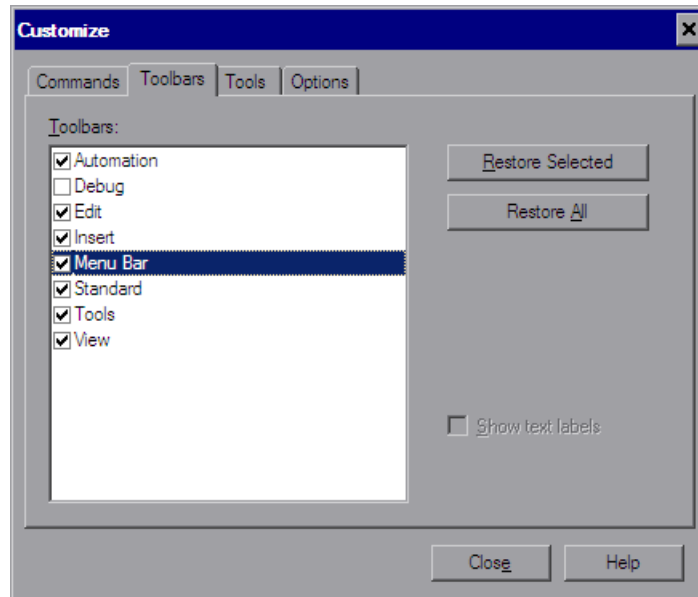 Customize
Commands Toolbars Tools Options
Toolbars:
Automation
Debug
Edit
Insert
Menu Bar
Standard
Tools
View
Restore Selected
Restore All
Show text labels
Close Help